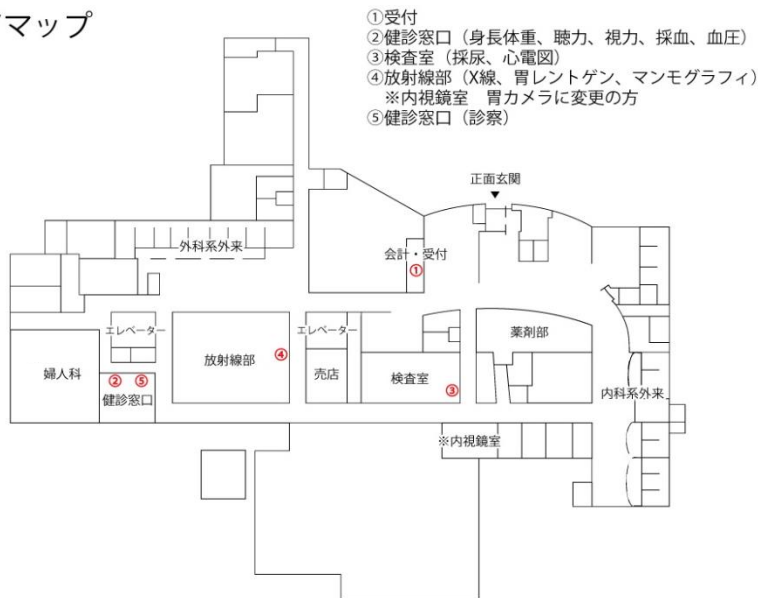 マップ
①受付
②健診窓口（身長体重、聴力、視力、採血、血圧）
③検査室（採尿、心電図）
④放射線部（X線、胃レントゲン、マンモグラフィ）
※内視鏡室　胃カメラに変更の方
⑤健診窓口（診察）
正面玄関
▼
外科系外来
会計・受付
①
エレベーター
エレベーター
薬剤部
放射線部
④
婦人科
売店
検査室
③
②
⑤
健診窓口
内科系外来
※内視鏡室